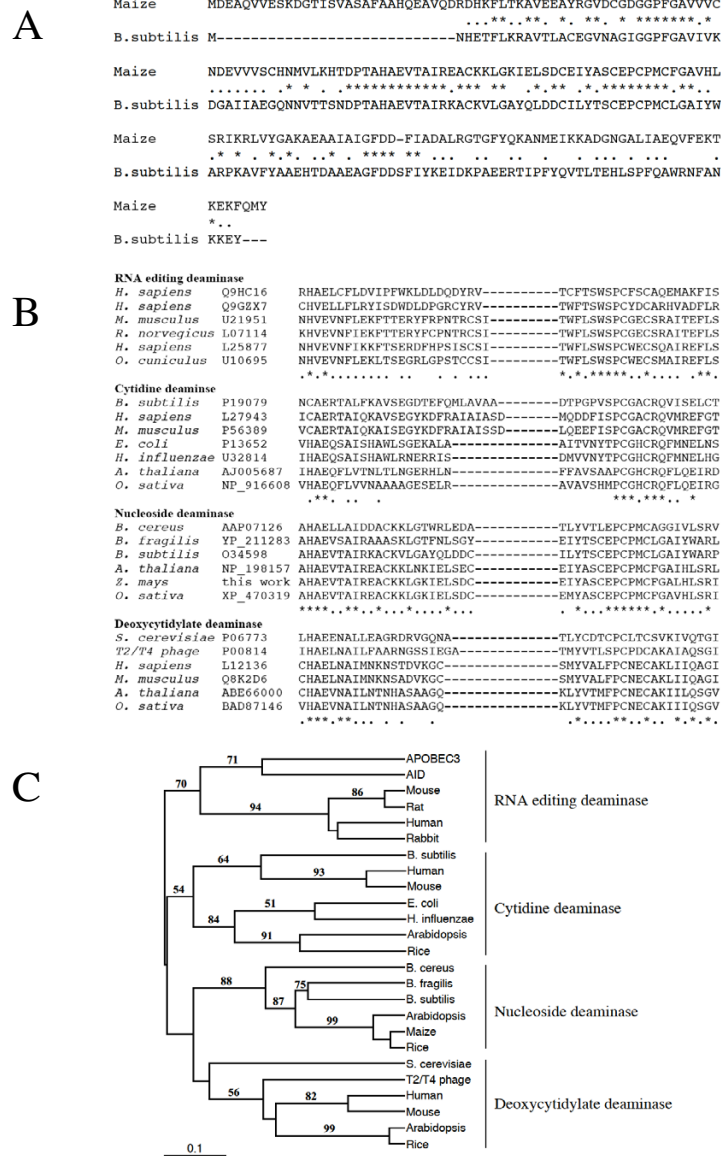 A
Maize MDEAQVVESKDGTISVASAFAAHQEAVQDRDHKFLTKAVEEAYRGVDCGDGGPFGAVVVC
B.subtilis M-----------------------------NHETFLKRAVTLACEGVNAGIGGPFGAVIVK
Maize NDEVVVSCHNMVLKHTDPTAHAEVTAIREACKKLGKIELSDCEIYASCEPCPMCFGAVHL
B.subtilis DGAIIAEGQNNVTTSNDPTAHAEVTAIRKACKVLGAYQLDDCILYTSCEPCPMCLGAIYW
Maize SRIKRLVYGAKAEAAIAIGFDD-FIADALRGTGFYQKANMEIKKADGNGALIAEQVFEKT
B.subtilis ARPKAVFYAAEHTDAAEAGFDDSFIYKEIDKPAEERTIPFYQVTLTEHLSPFQAWRNFAN
Maize KEKFQMY
*..
B.subtilis KKEY---
B
RNA editing deaminase
H. sapiens Q9HC16 RHAELCFLDVIPFWKLDLDQDYRV-----------TCFTSWSPCFSCAQEMAKFIS
H. sapiens Q9GZX7 CHVELLFLRYISDWDLDPGRCYRV-----------TWFTSWSPCYDCARHVADFLR
M. musculus U21951 NHVEVNFLEKFTTERYFRPNTRCSI----------TWFLSWSPCGECSRAITEFLS
R. norvegicus L07114 NHVEVNFIEKFTTERYFCPNTRCSI----------TWFLSWSPCGECSRAITEFLS
H. sapiens L25877 NHVEVNFIKKFTSERDFHPSISCSI----------TWFLSWSPCWECSQAIREFLS
O. cuniculus U10695 NHVEVNFLEKLTSEGRLGPSTCCSI----------TWFLSWSPCWECSMAIREFLS
Cytidine deaminse
B. subtilis P19079 NCAERTALFKAVSEGDTEFQMLAVAA---------DTPGPVSPCGACRQVISELCT
H. sapiens L27943 ICAERTAIQKAVSEGYKDFRAIAIASD--------MQDDFISPCGACRQVMREFGT
M. musculus P56389 VCAERTAIQKAISEGYKDFRAIAISSD--------LQEEFISPCGACRQVMREFGT
E. coli P13652 VHAEQSAISHAWLSGEKALA---------------AITVNYTPCGHCRQFMNELNS
H. influenzae U32814 IHAEQSAISHAWLRNERRIS---------------DMVVNYTPCGHCRQFMNELHG
A. thaliana AJ005687 IHAEQFLVTNLTLNGERHLN---------------FFAVSAAPCGHCRQFLQEIRD
O. sativa NP_916608 VHAEQFLVVNAAAAGESELR---------------AVAVSHMPCGHCRQFLQEIRG
Nucleoside deaminase
B. cereus AAP07126 AHAELLAIDDACKKLGTWRLEDA------------TLYVTLEPCPMCAGGIVLSRV
B. fragilis YP_211283 AHAEVSAIRAAASKLGTFNLSGY------------EIYTSCEPCPMCLGAIYWARL
B. subtilis O34598 AHAEVTAIRKACKVLGAYQLDDC------------ILYTSCEPCPMCLGAIYWARP
A. thaliana NP_190157 AHAEVTAIREACKKLNKIELSEC------------EIYASCEPCPMCFGAIHLSRL
Z. mays this work AHAEVTAIREACKKLGKIELSDC------------EIYASCEPCPMCFGALHLSRI
O. sativa XP_470319 AHAEVTAIREACKKLGKIELSDC------------EMYASCEPCPMCFGAVHLSRI
Deoxycytidylate deaminase
S. cerevisiae P06773 LHAEENALLEAGRDRVGQNA---------------TLYCDTCPCLTCSVKIVQTGI
T2/T4 phage P00814 IHAELNAILFAARNGSSIEGA--------------TMYVTLSPCPDCAKAIAQSGI
H. sapiens L12136 CHAELNAIMNKNSTDVKGC----------------SMYVALFPCNECAKLIIQAGI
M. musculus Q8K2D6 CHAELNAIMNKNSADVKGC----------------SMYVALFPCNECAKLIIQAGI
A. thaliana ABE66000 CHAEVNAILNTNHASAAGQ----------------KLYVTMFPCNECAKIILQSGV
O. sativa BAD87146 CHAEVNAILNTNHASAAGQ----------------KLYVTMFPCNECAKIIIQSGV
C
71
APOBEC3
AID
70
86
Mouse
Rat
94
Human
Rabbit
RNA editing deaminase
64
B. subtilis
93
Human
Mouse
54
51
E. coli
H. influenzae
84
91
Arabidopsis
Rice
Cytidine deaminase
88
B. cereus
75
B. fragilis
87
B. subtilis
99
Arabidopsis
Maize
Rice
Nucleoside deaminase
S. cerevisiae
56
T2/T4 phage
82
Human
Mouse
99
Arabidopsis
Rice
Deoxycytidylate deaminase
0.1